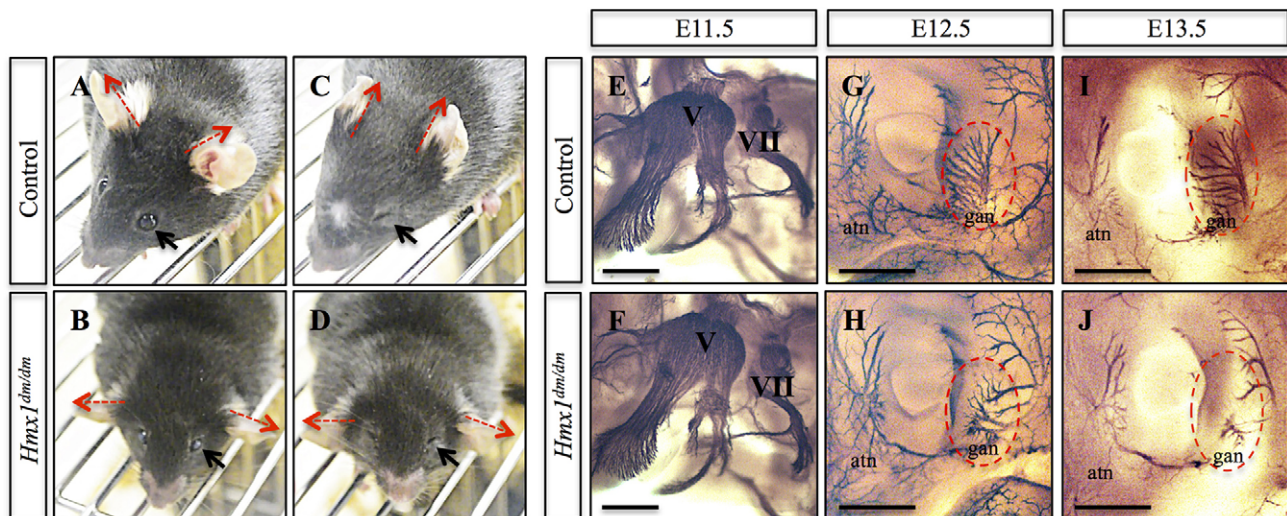 E11.5
E12.5
E13.5
Control
A
C
Control
E
V
VII
G
gan
atn
I
gan
atn
Hmx1dm/dm
B
D
Hmx1dm/dm
F
V
VII
H
gan
atn
J
gan
atn